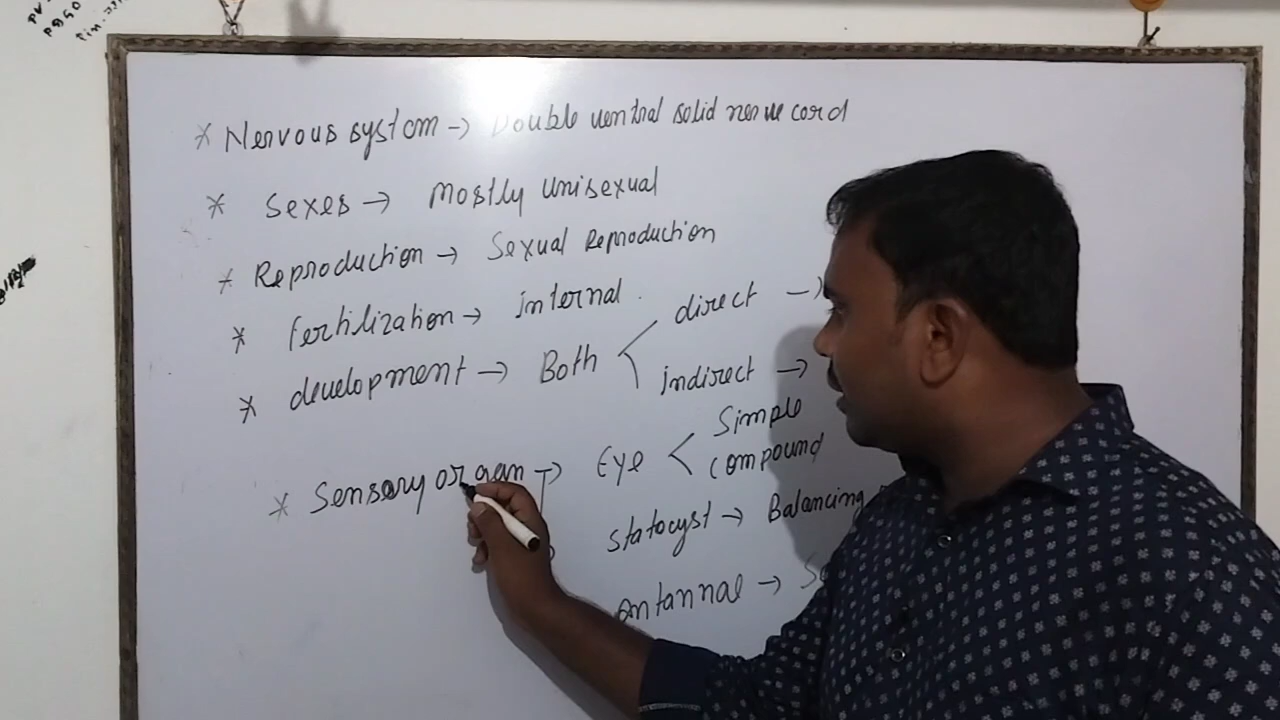 * Nervous system → Double ventral solid nerve cord
* Sexes → Mostly Unisexual
* Reproduction → Sexual Reproduction
* Fertilization → Internal
direct →
* development → Both
indirect →
Simple
* Sensory organ → Eye
Compound
statocyst → Balancing
antannae →